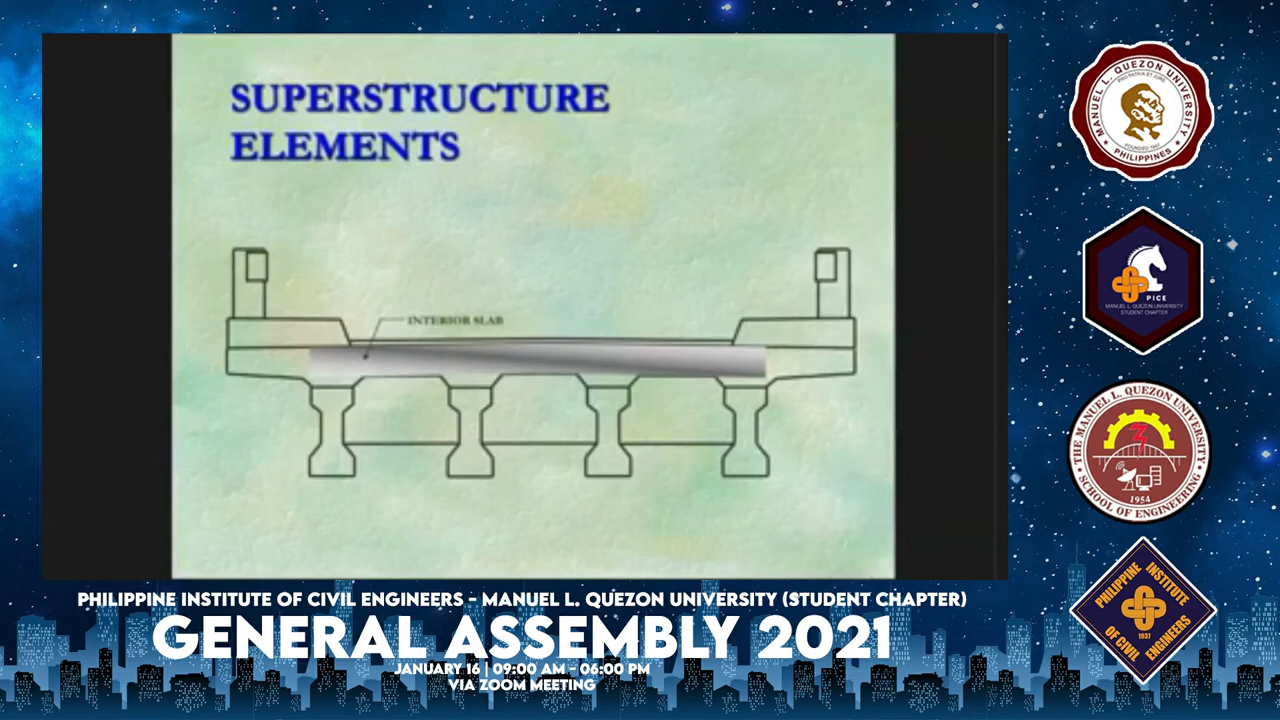 SUPERSTRUCTURE
ELEMENTS
INTERIOR SLAB
PHILIPPINE INSTITUTE OF CIVIL ENGINEERS - MANUEL L. QUEZON UNIVERSITY (STUDENT CHAPTER)
GENERAL ASSEMBLY 2021
JANUARY 16 | 09:00 AM - 06:00 PM
VIA ZOOM MEETING
MANUEL L. QUEZON UNIVERSITY
PHILIPPINES
PICE
MANUEL L. QUEZON UNIVERSITY
STUDENT CHAPTER
THE MANUEL L. QUEZON UNIVERSITY
1954
SCHOOL OF ENGINEERING
PHILIPPINE INSTITUTE
1937
OF CIVIL ENGINEERS